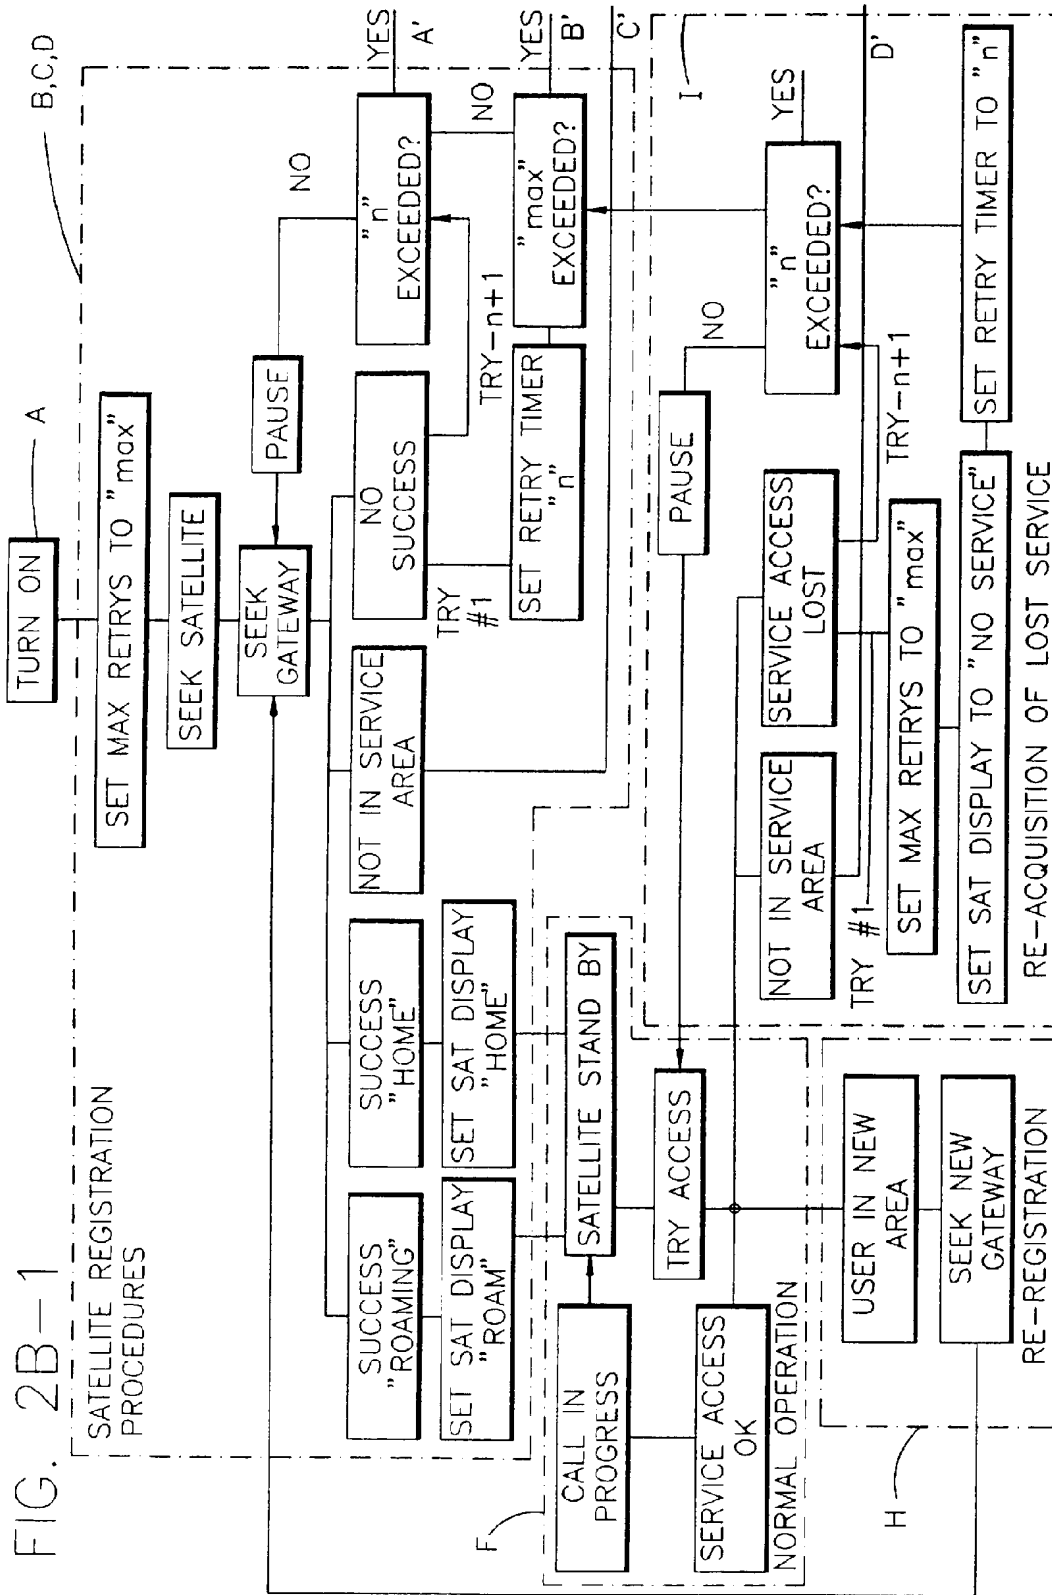 FIG. 2B-1
TURN ON
A
B,C,D
SATELLITE REGISTRATION
PROCEDURES
SET MAX RETRYS TO "max"
SEEK SATELLITE
SEEK
GATEWAY
PAUSE
NO
SUCCESS
"ROAMING"
SUCCESS
"HOME"
NOT IN SERVICE
AREA
NO
SUCCESS
"n"
EXCEEDED?
YES
A'
SET SAT DISPLAY
"ROAM"
SET SAT DISPLAY
"HOME"
TRY
#1
TRY-n+1
NO
SET RETRY TIMER
"n"
"max"
EXCEEDED?
YES
B'
C'
F
CALL IN
PROGRESS
SATELLITE STAND BY
TRY ACCESS
SERVICE ACCESS
OK
NORMAL OPERATION
I
PAUSE
NO
"n"
EXCEEDED?
YES
NOT IN SERVICE
AREA
SERVICE ACCESS
LOST
D'
TRY #1
TRY-n+1
SET MAX RETRYS TO "max"
SET SAT DISPLAY TO "NO SERVICE"
SET RETRY TIMER TO "n"
RE-ACQUISITION OF LOST SERVICE
H
USER IN NEW
AREA
SEEK NEW
GATEWAY
RE-REGISTRATION